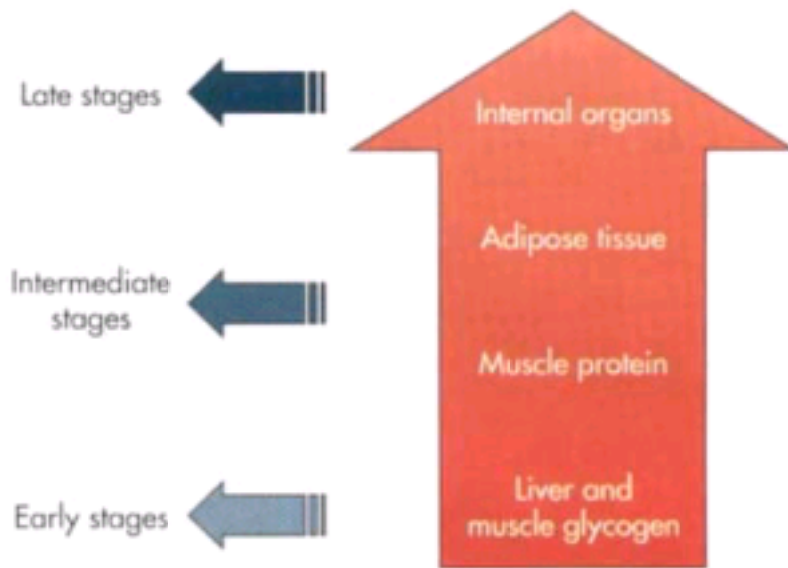 Late stages
Internal organs
Adipose tissue
Intermediate
stages
Muscle protein
Early stages
Liver and
muscle glycogen